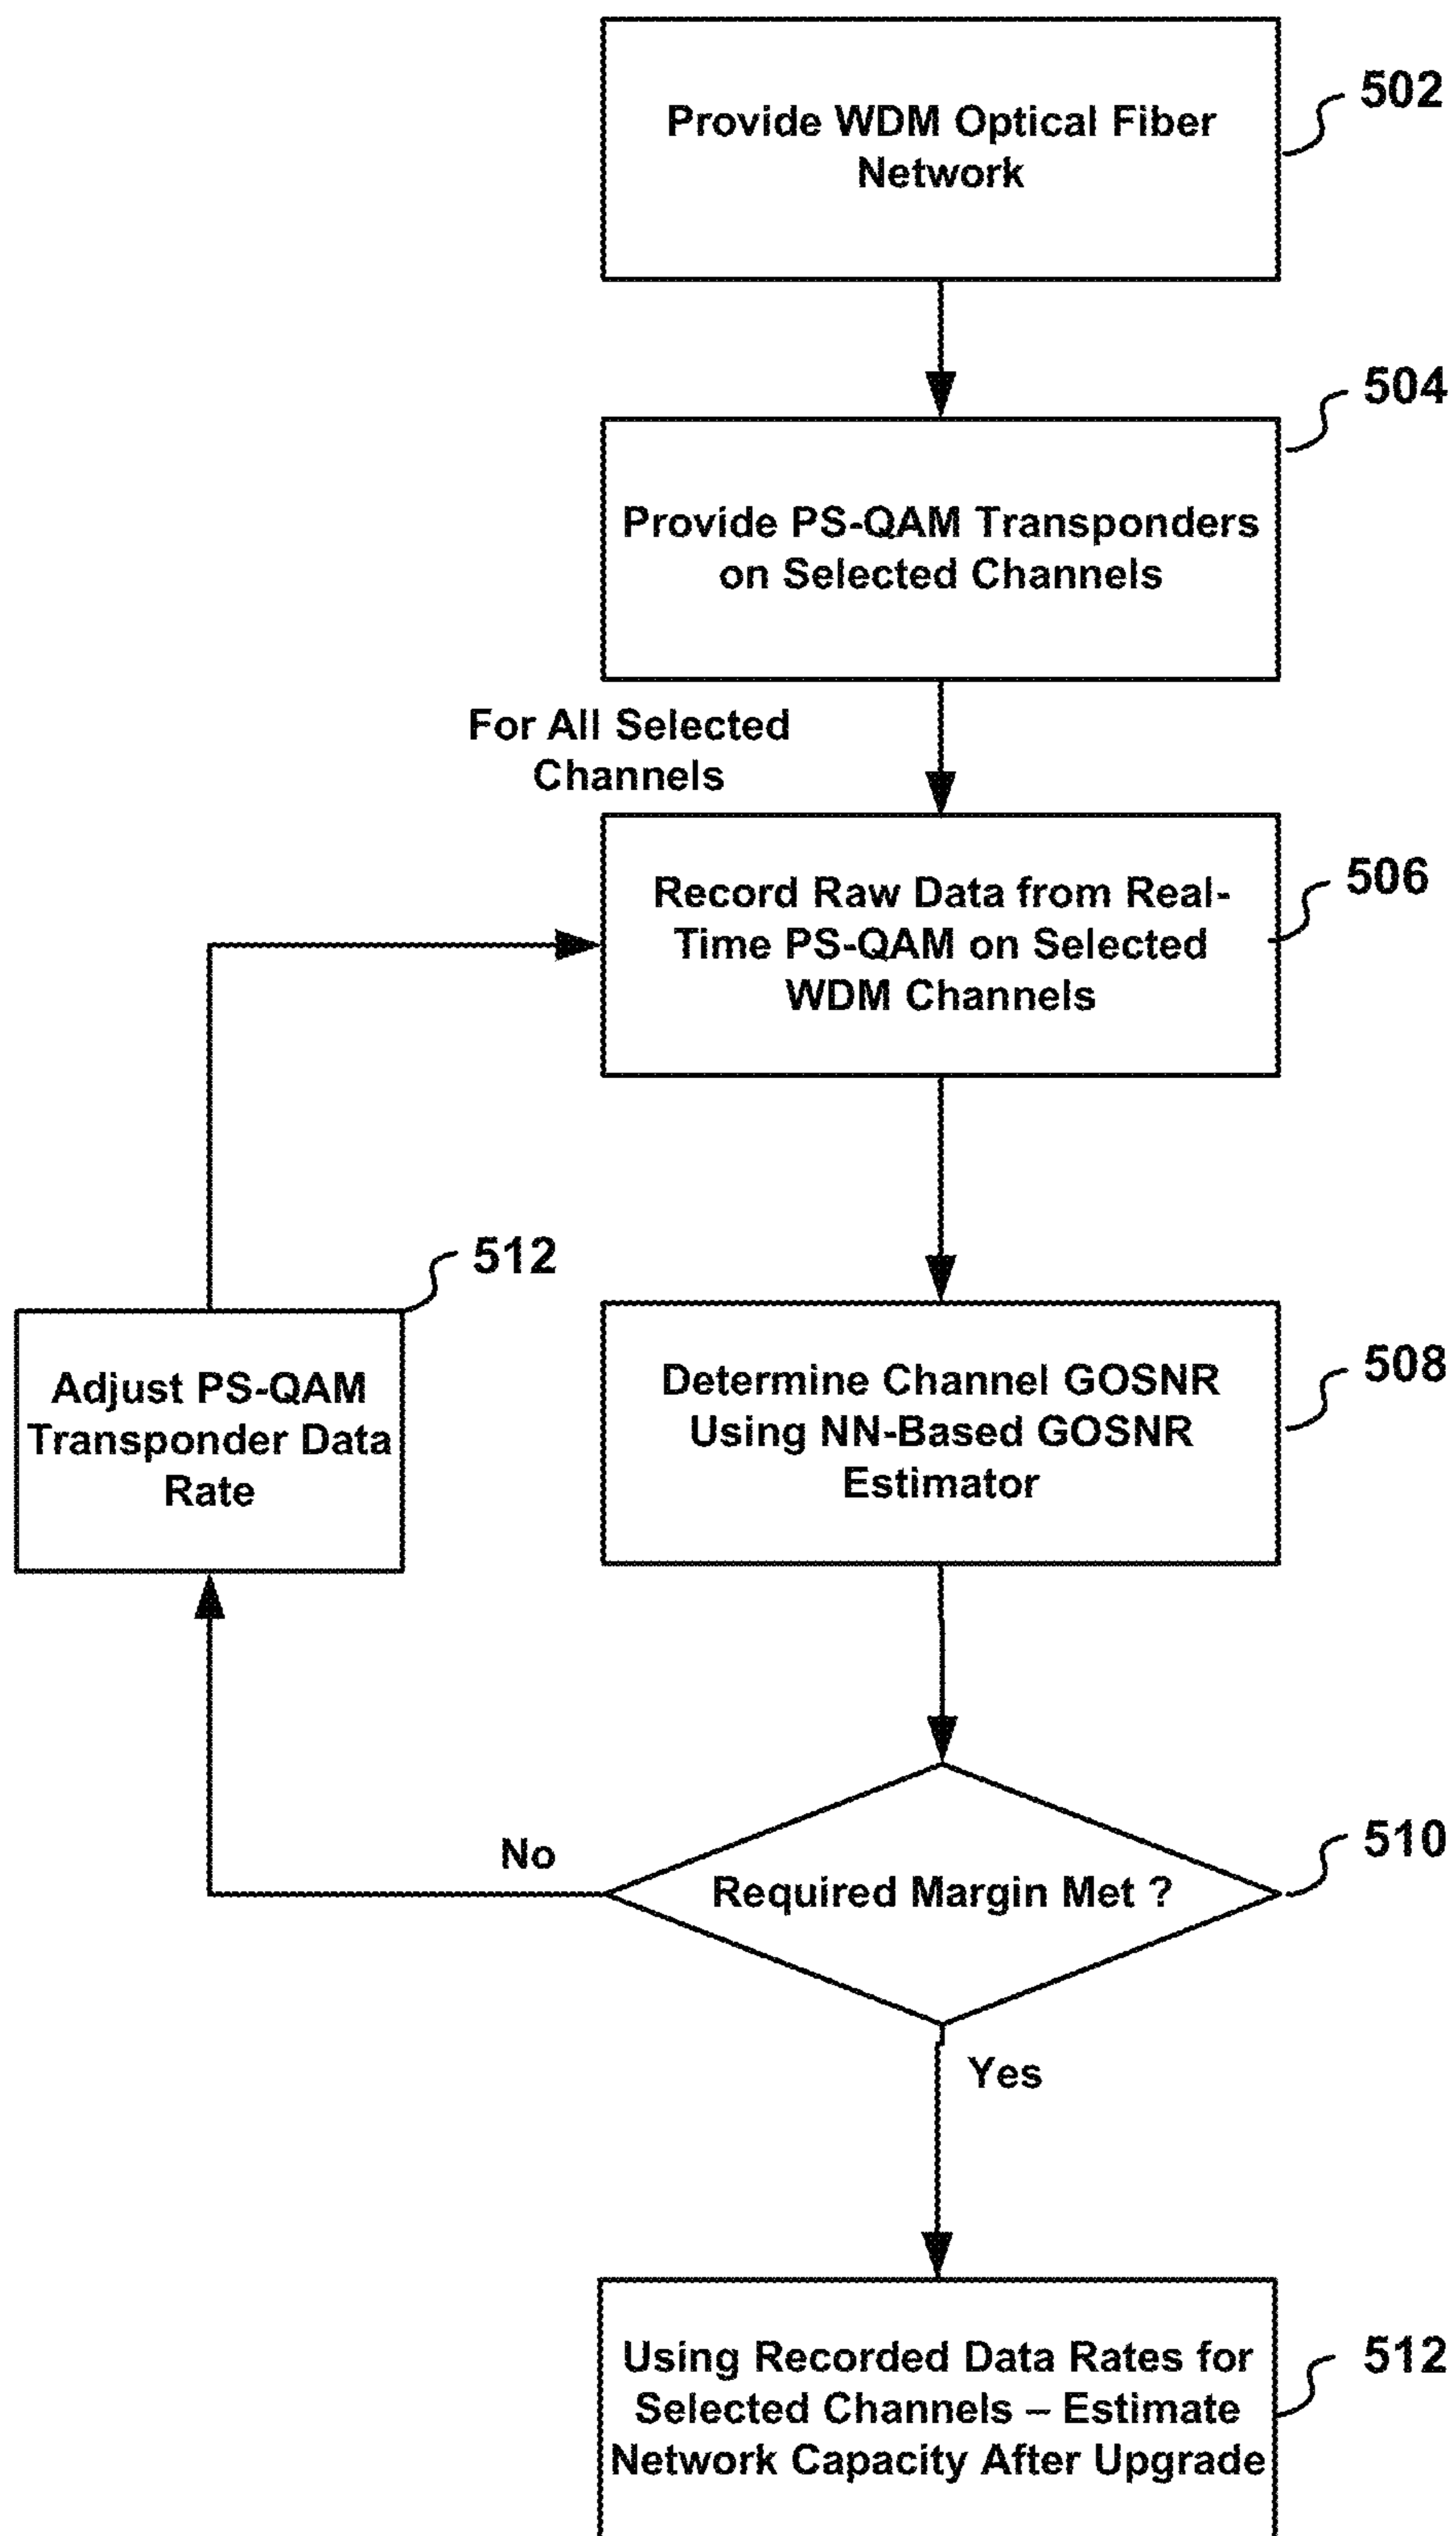 Provide WDM Optical Fiber
Network
502
504
Provide PS-QAM Transponders
on Selected Channels
For All Selected
Channels
Record Raw Data from Real-
Time PS-QAM on Selected
WDM Channels
506
512
Adjust PS-QAM
Transponder Data
Rate
Determine Channel GOSNR
Using NN-Based GOSNR
Estimator
508
No
Required Margin Met ?
510
Yes
Using Recorded Data Rates for
Selected Channels – Estimate
Network Capacity After Upgrade
512